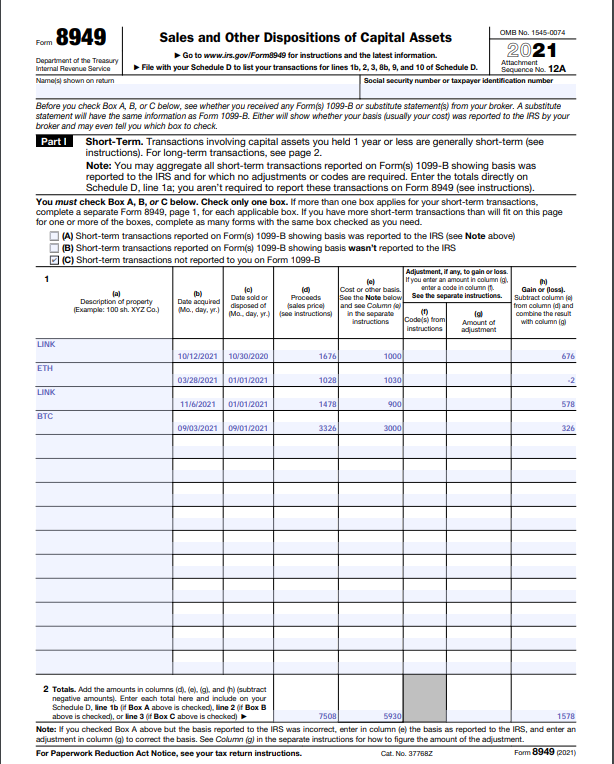 Form 8949
Department of the Treasury
Internal Revenue Service
Sales and Other Dispositions of Capital Assets
▶ Go to www.irs.gov/Form8949 for instructions and the latest information.
▶ File with your Schedule D to list your transactions for lines 1b, 2, 3, 8b, 9, and 10 of Schedule D.
OMB No. 1545-0074
2021
Attachment
Sequence No. 12A
Name(s) shown on return
Social security number or taxpayer identification number
Before you check Box A, B, or C below, see whether you received any Form(s) 1099-B or substitute statement(s) from your broker. A substitute
statement will have the same information as Form 1099-B. Either will show whether your basis (usually your cost) was reported to the IRS by your
broker and may even tell you which box to check.
Part I
Short-Term. Transactions involving capital assets you held 1 year or less are generally short-term (see
instructions). For long-term transactions, see page 2.
Note: You may aggregate all short-term transactions reported on Form(s) 1099-B showing basis was
reported to the IRS and for which no adjustments or codes are required. Enter the totals directly on
Schedule D, line 1a; you aren't required to report these transactions on Form 8949 (see instructions).
You must check Box A, B, or C below. Check only one box. If more than one box applies for your short-term transactions,
complete a separate Form 8949, page 1, for each applicable box. If you have more short-term transactions than will fit on this page
for one or more of the boxes, complete as many forms with the same box checked as you need.
(A) Short-term transactions reported on Form(s) 1099-B showing basis was reported to the IRS (see Note above)
(B) Short-term transactions reported on Form(s) 1099-B showing basis wasn't reported to the IRS
(C) Short-term transactions not reported to you on Form 1099-B
1
(a)
Description of property
(Example: 100 sh. XYZ Co.)
(b)
Date acquired
(Mo., day, yr.)
(c)
Date sold or
disposed of
(Mo., day, yr.)
(d)
Proceeds
(sales price)
(see instructions)
(e)
Cost or other basis.
See the Note below
and see Column (e)
in the separate
instructions
Adjustment, if any, to gain or loss.
If you enter an amount in column (g),
enter a code in column (f).
See the separate instructions.
(f)
Code(s) from
instructions
(g)
Amount of
adjustment
(h)
Gain or (loss).
Subtract column (e)
from column (d) and
combine the result
with column (g)
LINK
10/12/2021 10/30/2020 1676 1000 676
ETH
03/28/2021 01/01/2021 1028 1030 -2
LINK
11/6/2021 01/01/2021 1478 900 578
BTC
09/03/2021 09/01/2021 3326 3000 326
2 Totals. Add the amounts in columns (d), (e), (g), and (h) (subtract
negative amounts). Enter each total here and include on your
Schedule D, line 1b (if Box A above is checked), line 2 (if Box B
above is checked), or line 3 (if Box C above is checked) ▶ 7508 5930 1578
Note: If you checked Box A above but the basis reported to the IRS was incorrect, enter in column (e) the basis as reported to the IRS, and enter an
adjustment in column (g) to correct the basis. See Column (g) in the separate instructions for how to figure the amount of the adjustment.
For Paperwork Reduction Act Notice, see your tax return instructions. Cat. No. 37768Z Form 8949 (2021)